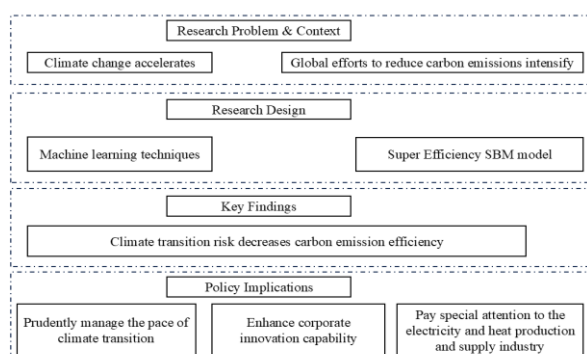 Research Problem & Context
Climate change accelerates
Global efforts to reduce carbon emissions intensify
Research Design
Machine learning techniques
Super Efficiency SBM model
Key Findings
Climate transition risk decreases carbon emission efficiency
Policy Implications
Prudently manage the pace of
climate transition
Enhance corporate
innovation capability
Pay special attention to the
electricity and heat production
and supply industry